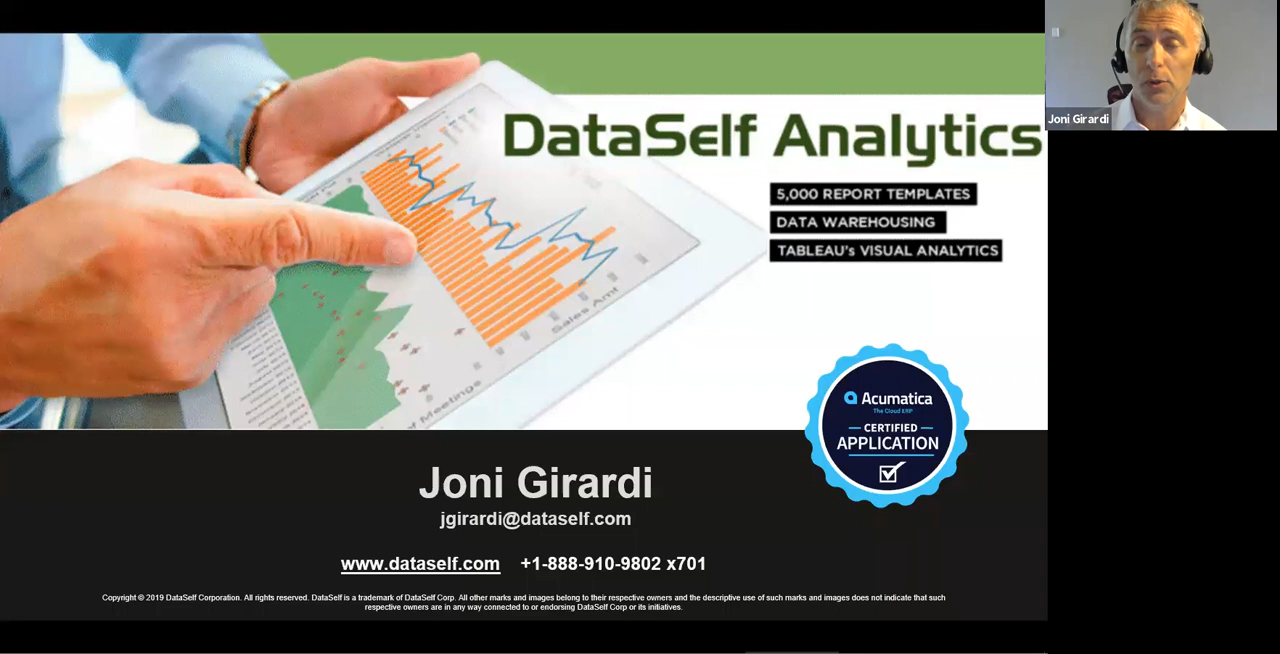 DataSelf Analytics
5,000 REPORT TEMPLATES
DATA WAREHOUSING
TABLEAU's VISUAL ANALYTICS
Joni Girardi
Sales Amt
of Meetings
Acumatica
The Cloud ERP
CERTIFIED
APPLICATION
Joni Girardi
jgirardi@dataself.com
www.dataself.com +1-888-910-9802 x701
Copyright © 2019 DataSelf Corporation. All rights reserved. DataSelf is a trademark of DataSelf Corp. All other marks and images belong to their respective owners and the descriptive use of such marks and images does not indicate that such
respective owners are in any way connected to or endorsing DataSelf Corp or its initiatives.